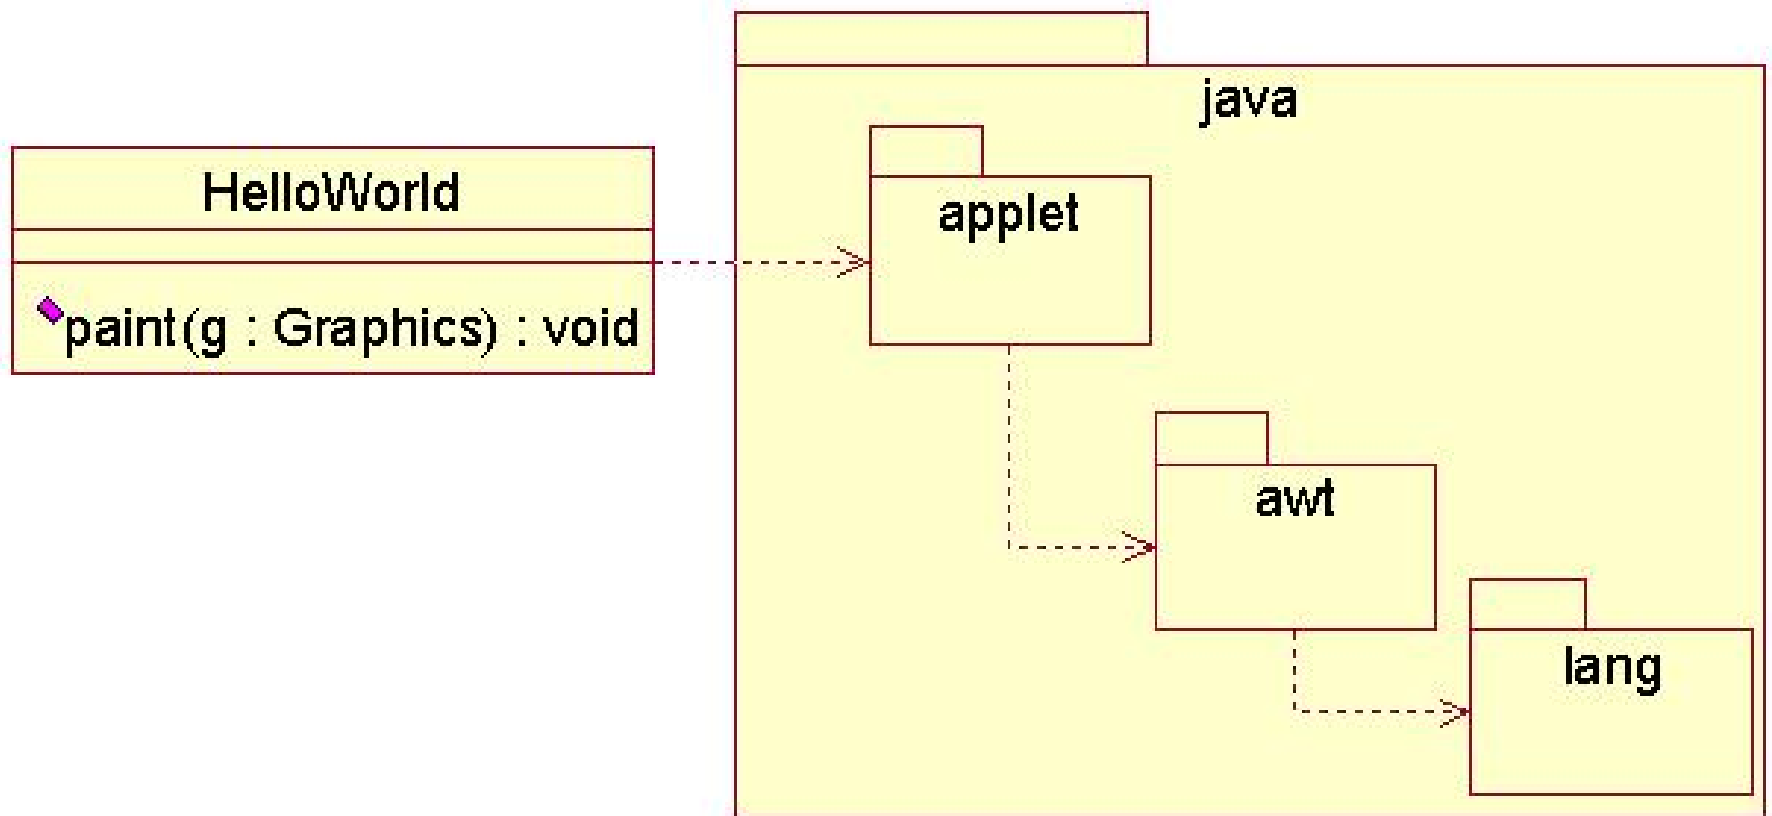 java
HelloWorld
applet
paint(g : Graphics) : void
awt
lang